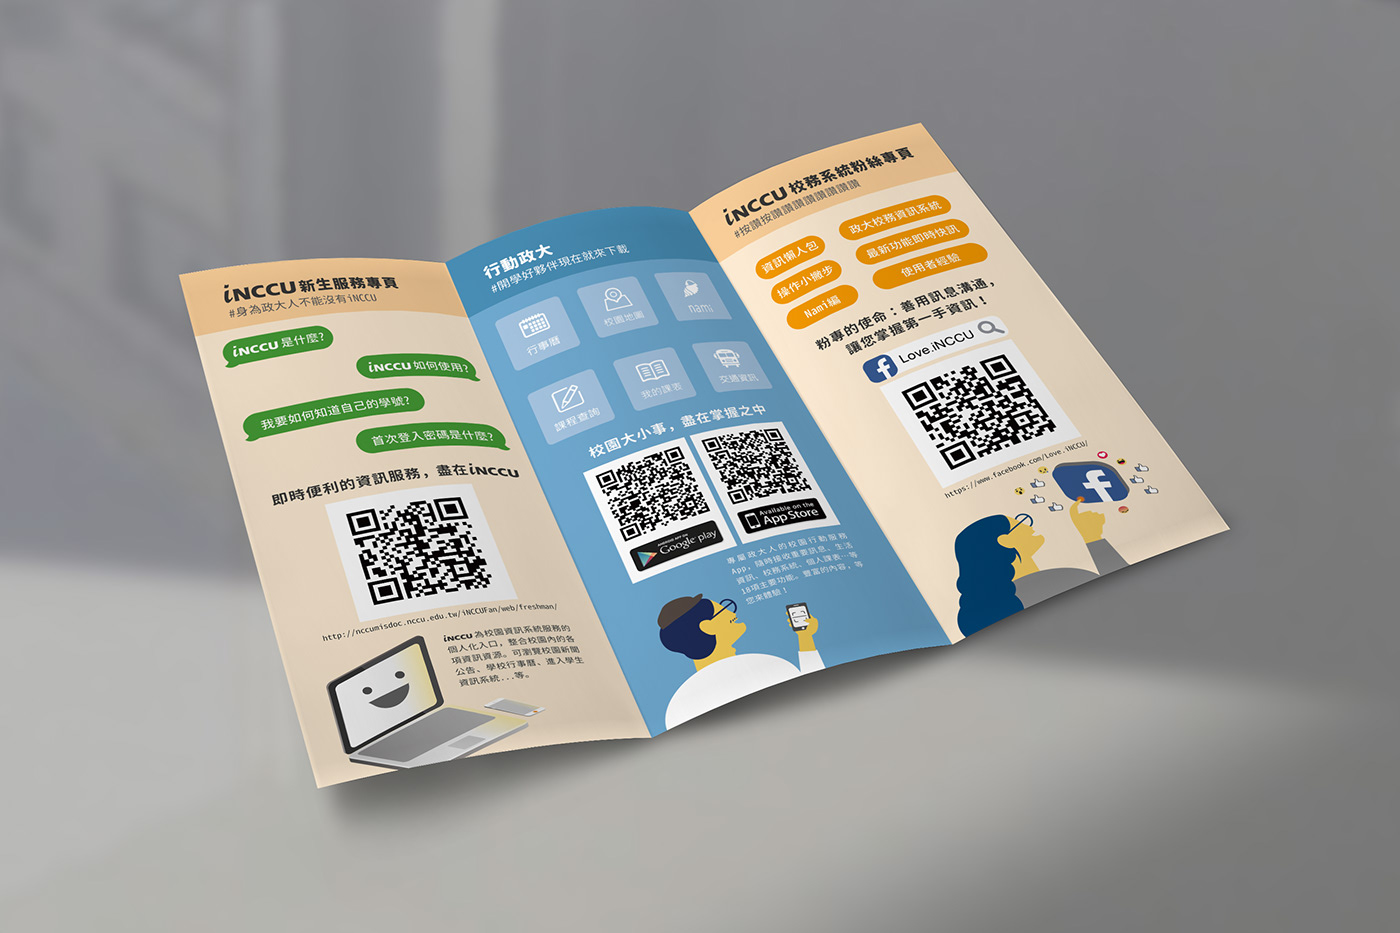 iNCCU 新生服務專頁
#身為政大人不能沒有iNCCU
iNCCU 是什麼?
iNCCU 如何使用?
我要如何知道自己的學號?
首次登入密碼是什麼?
即時便利的資訊服務，盡在iNCCU
http://nccumisdoc.nccu.edu.tw/iNCCUFan/web/freshman/
iNCCU 為校園資訊系統服務的
個人化入口，整合校園內的各
項資訊資源。可瀏覽校園新聞
公告、學校行事曆、進入學生
資訊系統...等。
行動政大
#開學好夥伴現在就來下載
行事曆
校園地圖
nami
課程查詢
我的課表
交通資訊
校園大小事，盡在掌握之中
ANDROID APP ON
Google play
Available on the
App Store
專屬政大人的校園行動服務
App，隨時接收重要訊息、生活
資訊、校務系統、個人課表…等
18項主要功能。豐富的內容，等
您來體驗！
iNCCU 校務系統粉絲專頁
#按讚按讚讚讚讚讚讚讚讚
資訊懶人包
政大校務資訊系統
操作小撇步
最新功能即時快訊
Nami編
使用者經驗
粉專的使命：善用訊息溝通，
讓您掌握第一手資訊！
f Love.iNCCU
https://www.facebook.com/Love.iNCCU/
f